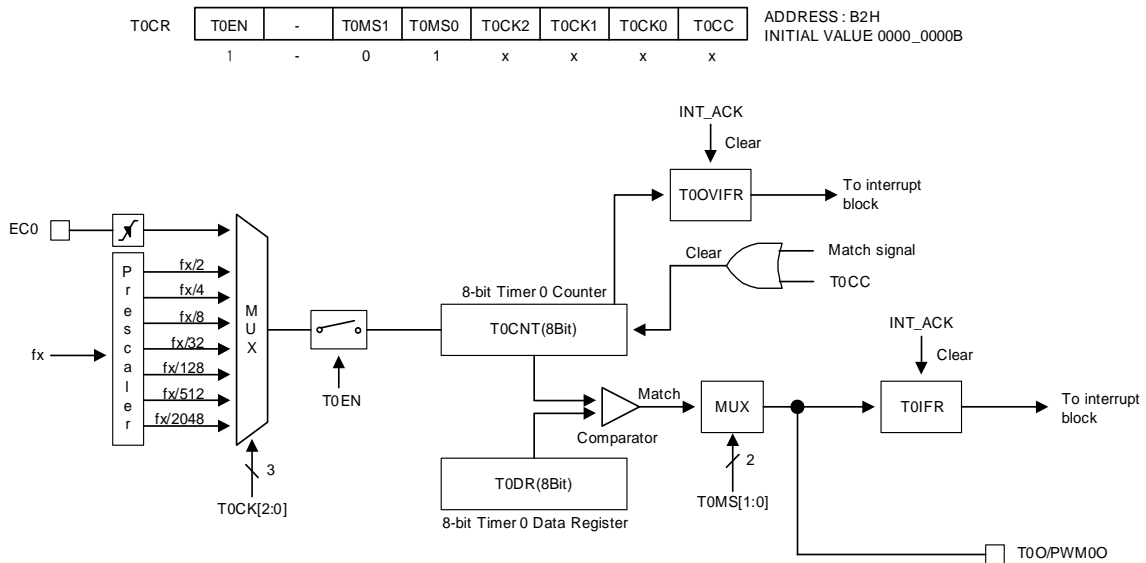 T0CR T0EN - T0MS1 T0MS0 T0CK2 T0CK1 T0CK0 T0CC ADDRESS : B2H
INITIAL VALUE: 0000_0000B
1 - 0 1 x x x x
INT_ACK
Clear
T0OVIFR
To interrupt
block
EC0
Clear
Match signal
T0CC
Prescaler
fx/2
fx/4
fx/8
fx/32
fx/128
fx/512
fx/2048
fx
MUX
8-bit Timer 0 Counter
T0CNT(8Bit)
INT_ACK
Clear
T0EN
Match
MUX
T0IFR
To interrupt
block
Comparator
3
2
T0DR(8Bit)
T0CK[2:0]
T0MS[1:0]
8-bit Timer 0 Data Register
T0O/PWM0O